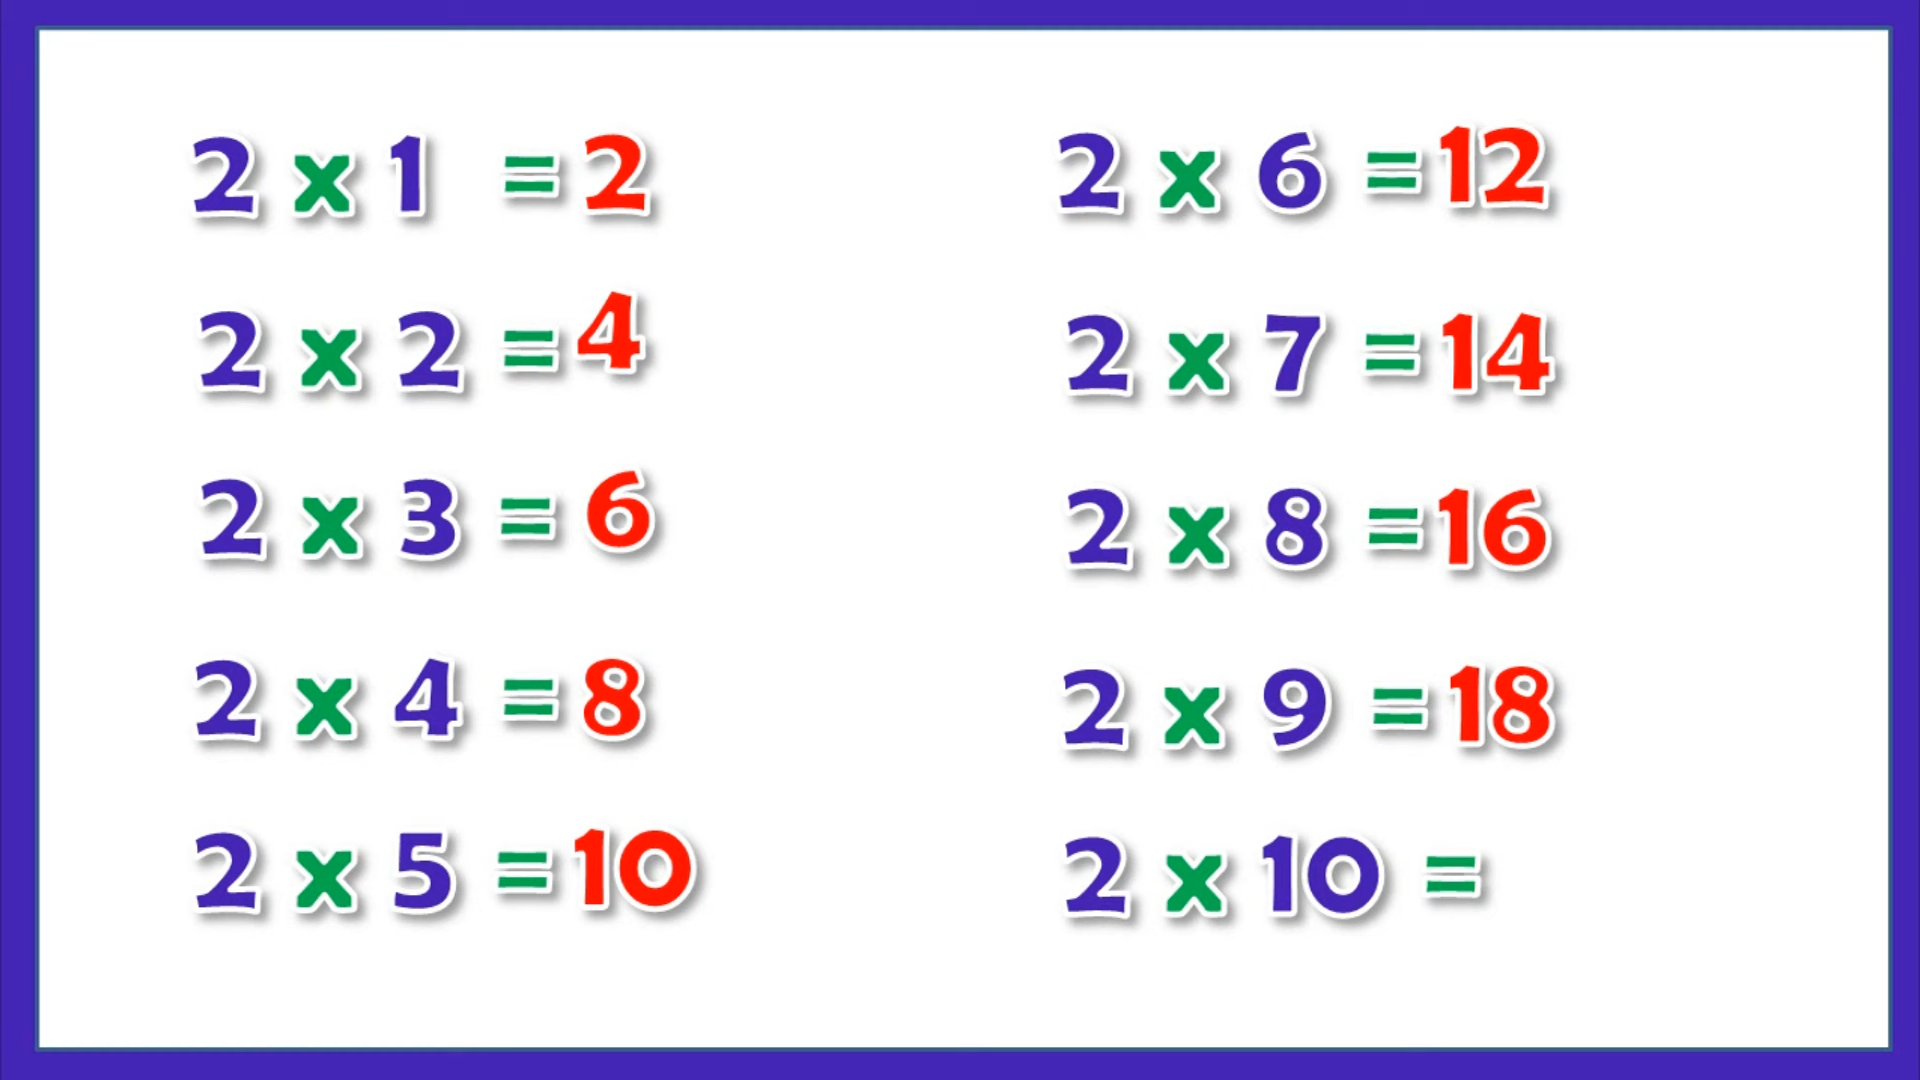 2 x 1 = 2
2 x 2 = 4
2 x 3 = 6
2 x 4 = 8
2 x 5 = 10
2 x 6 = 12
2 x 7 = 14
2 x 8 = 16
2 x 9 = 18
2 x 10 =